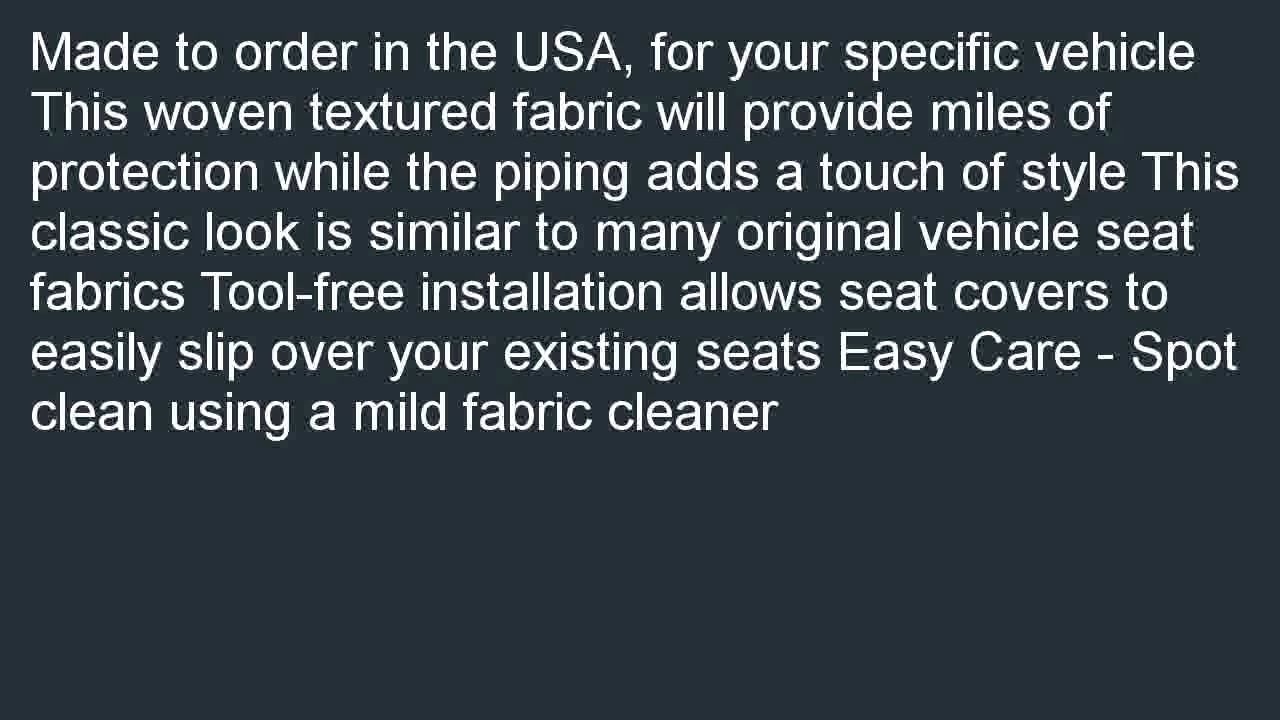 Made to order in the USA, for your specific vehicle
This woven textured fabric will provide miles of
protection while the piping adds a touch of style This
classic look is similar to many original vehicle seat
fabrics Tool-free installation allows seat covers to
easily slip over your existing seats Easy Care - Spot
clean using a mild fabric cleaner